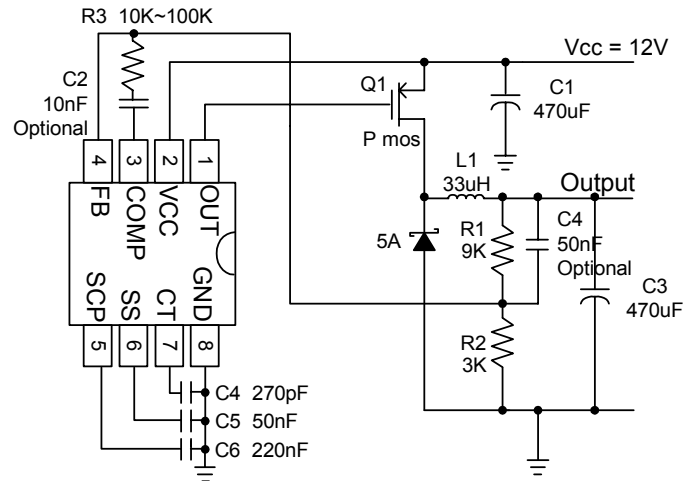 R3 10K~100K
Vcc = 12V
C2
10nF
Optional
Q1
P mos
C1
470uF
4
3
2
1
FB
COMP
VCC
OUT
L1
33uH
Output
5A
R1
9K
C4
50nF
Optional
C3
470uF
R2
3K
SCP
SS
CT
GND
5
6
7
8
C4 270pF
C5 50nF
C6 220nF